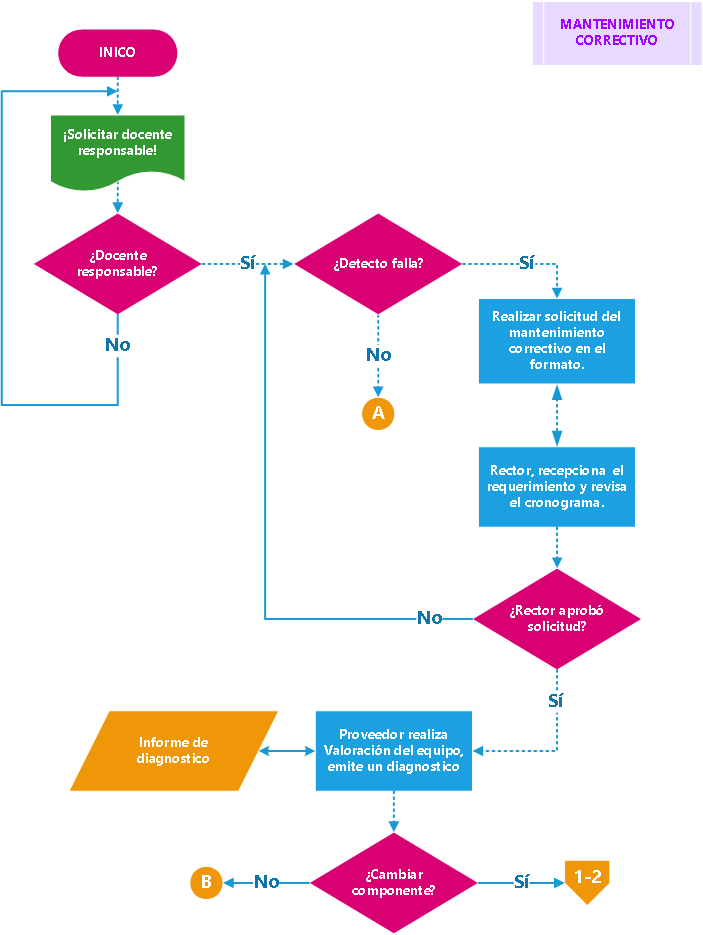 MANTENIMIENTO
CORRECTIVO
INICO
¡Solicitar docente
responsable!
¿Docente
responsable?
Sí
¿Detecto falla?
Sí
No
No
A
Realizar solicitud del
mantenimiento
correctivo en el
formato.
Rector, recepciona el
requerimiento y revisa
el cronograma.
¿Rector aprobó
solicitud?
No
Sí
Informe de
diagnostico
Proveedor realiza
Valoración del equipo,
emite un diagnostico
¿Cambiar
componente?
B
No
Sí
1-2